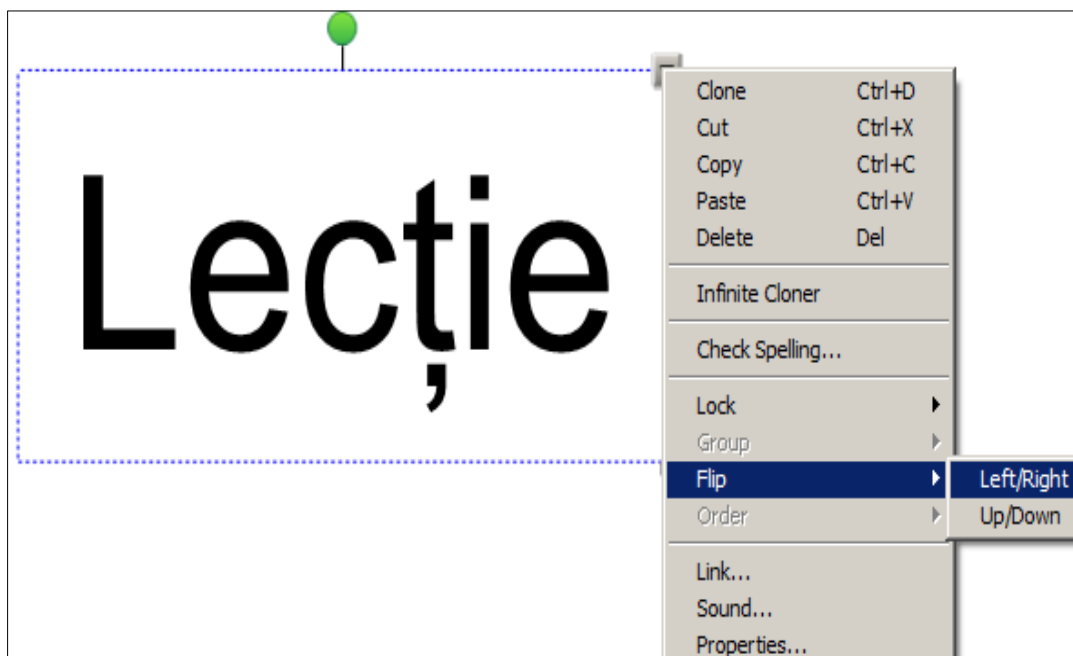 Lecție
Clone Ctrl+D
Cut Ctrl+X
Copy Ctrl+C
Paste Ctrl+V
Delete Del
Infinite Cloner
Check Spelling...
Lock
Group
Flip Left/Right
Order Up/Down
Link...
Sound...
Properties...